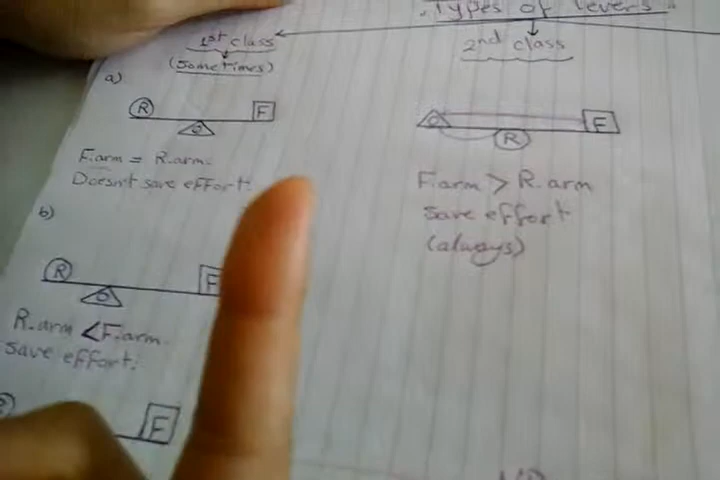 Types of levers.
1st class
(Sometimes)
a)
R
F
O
F.arm = R.arm.
Doesn't save effort:
b)
R
F
O
R.arm < F.arm.
save effort:
F
2nd class
O
F
R
F.arm > R.arm
save effort
(always)